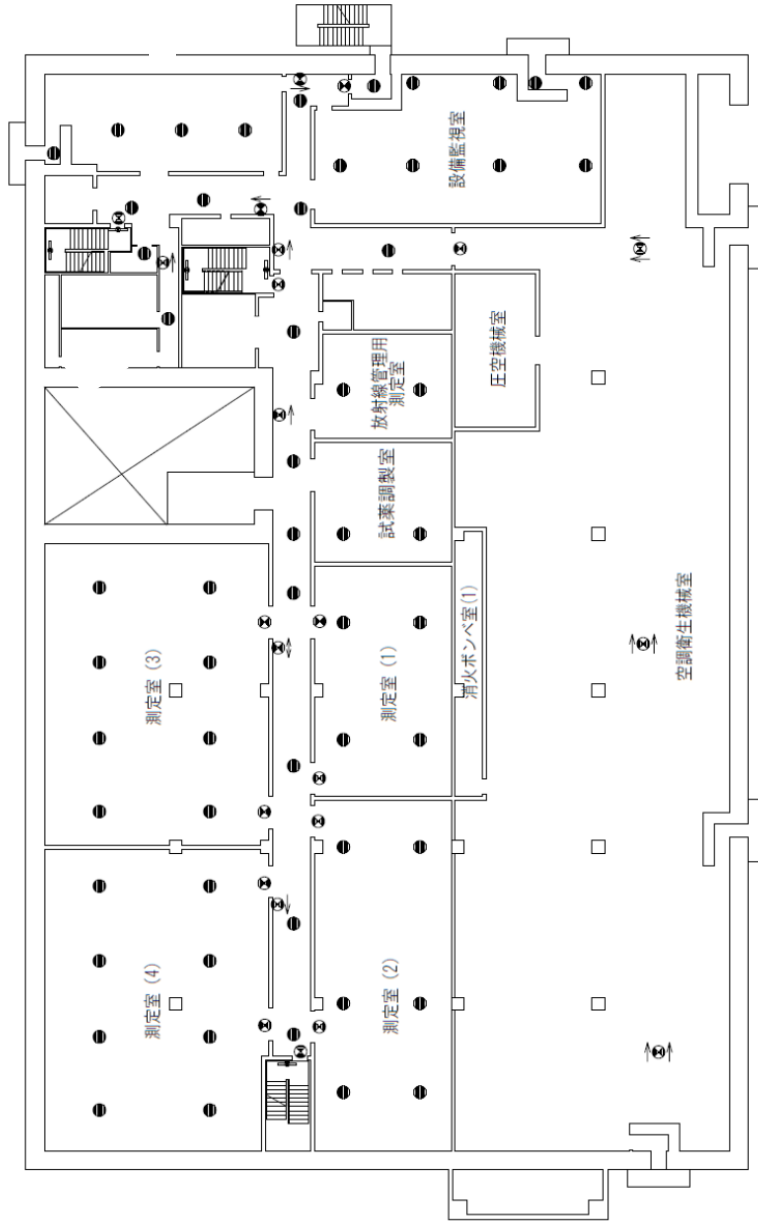 設備監視室
圧空機械室
放射線管理用
測定室
試薬調製室
測定室 (3)
測定室 (1)
消火ボンベ室(1)
空調衛生機械室
測定室 (4)
測定室 (2)